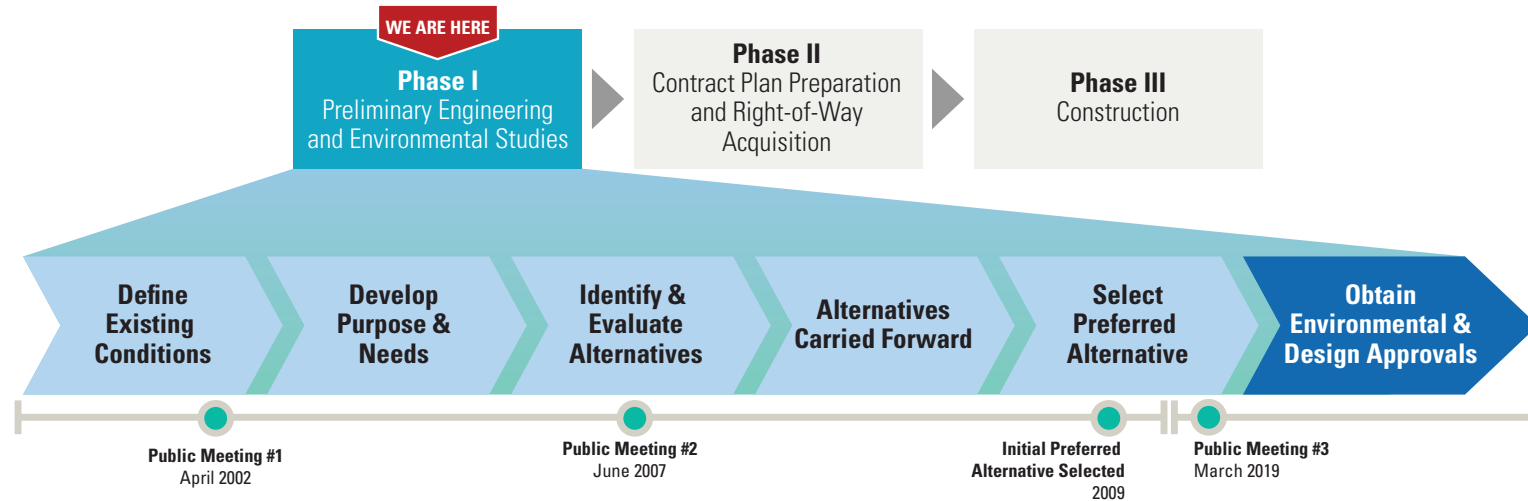 WE ARE HERE
Phase I
Preliminary Engineering
and Environmental Studies
Phase II
Contract Plan Preparation
and Right-of-Way
Acquisition
Phase III
Construction
Define
Existing
Conditions
Develop
Purpose &
Needs
Identify &
Evaluate
Alternatives
Alternatives
Carried Forward
Select
Preferred
Alternative
Obtain
Environmental &
Design Approvals
Public Meeting #1
April 2002
Public Meeting #2
June 2007
Initial Preferred
Alternative Selected
2009
Public Meeting #3
March 2019